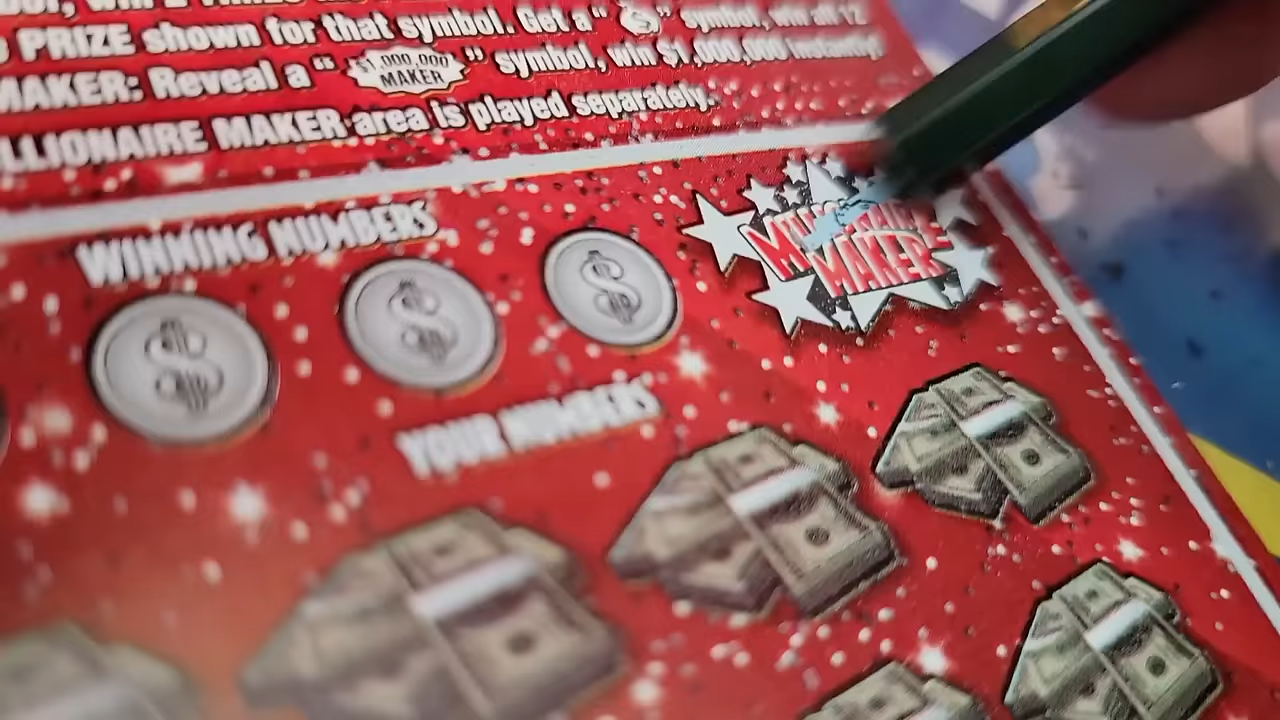 PRIZE shown for that symbol. Get a "$" symbol, win all 12
MAKER: Reveal a "$1,000,000 MAKER" symbol, win $1,000,000 instantly!
MAKER area is played separately.
WINNING NUMBERS
MAKER
YOUR NUMBERS